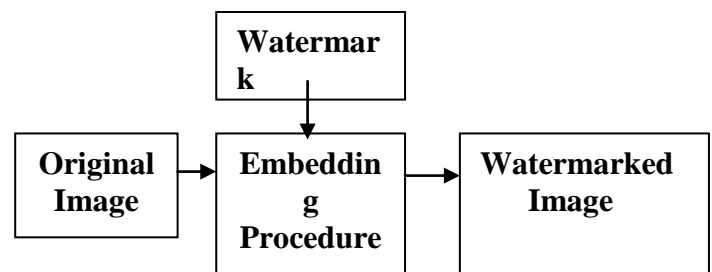 Watermar
k
Original
Image
Embeddin
g
Procedure
Watermarked
Image